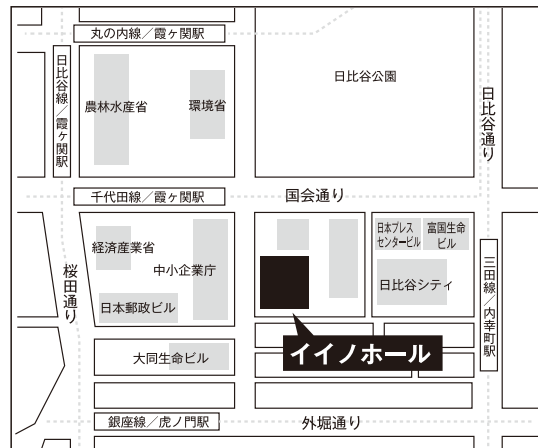 丸の内線／霞ヶ関駅
日比谷線／霞ヶ関駅
農林水産省
環境省
日比谷公園
日比谷通り
千代田線／霞ヶ関駅
国会通り
桜田通り
経済産業省
中小企業庁
日本郵政ビル
日本プレス
センタービル
富国生命
ビル
日比谷シティ
三田線／内幸町駅
イイノホール
大同生命ビル
銀座線／虎ノ門駅
外堀通り